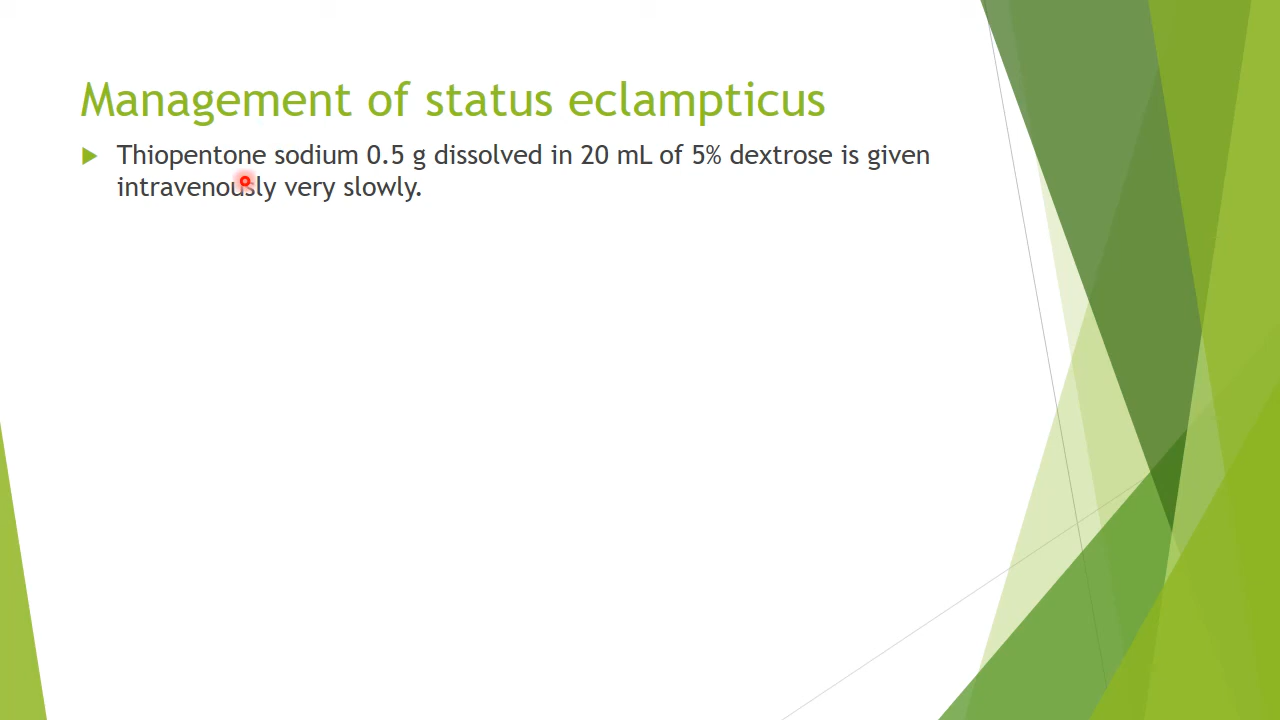 Management of status eclampticus
Thiopentone sodium 0.5 g dissolved in 20 mL of 5% dextrose is given
intravenously very slowly.